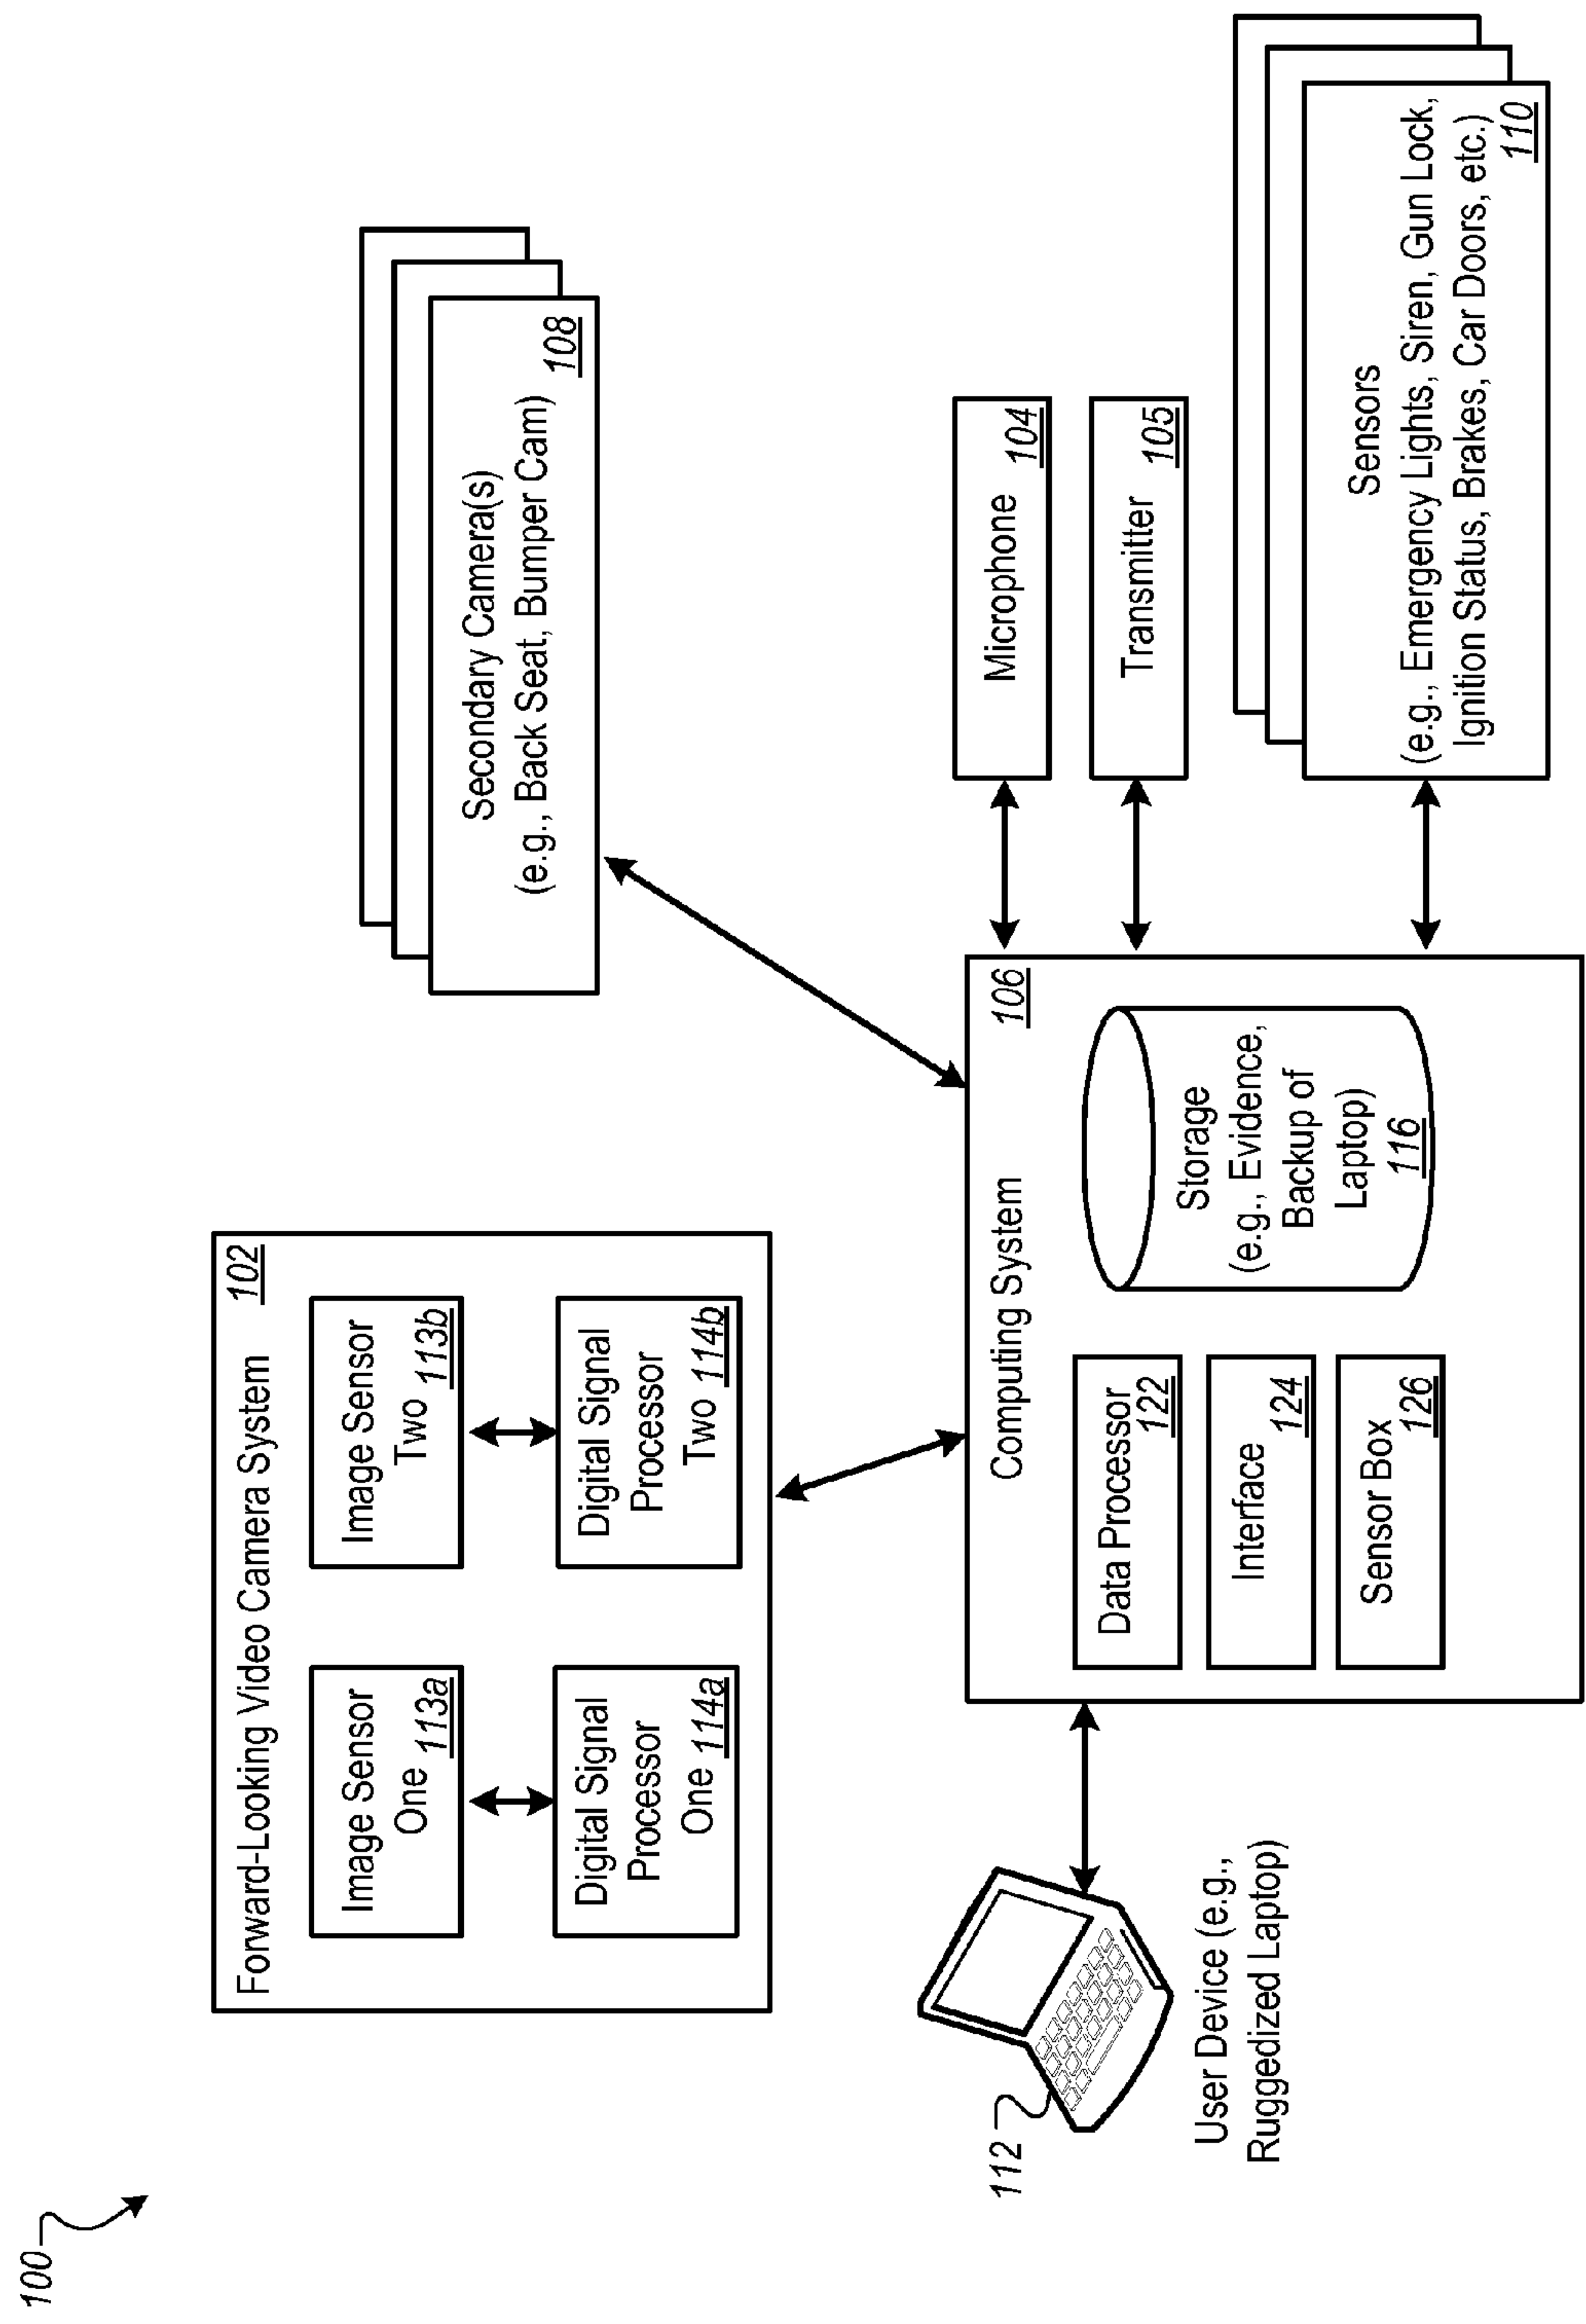 100
Forward-Looking Video Camera System
102
Image Sensor
One 113a
Image Sensor
Two 113b
Digital Signal
Processor
One 114a
Digital Signal
Processor
Two 114b
Secondary Camera(s)
(e.g., Back Seat, Bumper Cam)
108
112
User Device (e.g.,
Ruggedized Laptop)
Computing System
106
Data Processor
122
Interface
124
Sensor Box
126
Storage
(e.g., Evidence,
Backup of
Laptop)
116
Microphone
104
Transmitter
105
Sensors
(e.g., Emergency Lights, Siren, Gun Lock,
Ignition Status, Brakes, Car Doors, etc.)
110